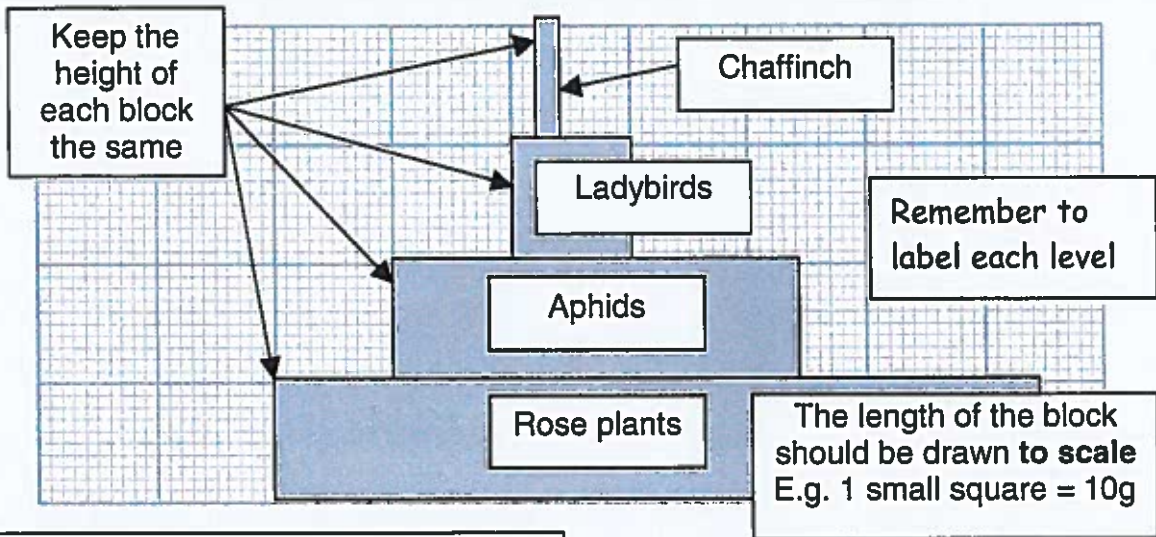 Keep the
height of
each block
the same
Chaffinch
Ladybirds
Remember to
label each level
Aphids
Rose plants
The length of the block
should be drawn to scale
E.g. 1 small square = 10g